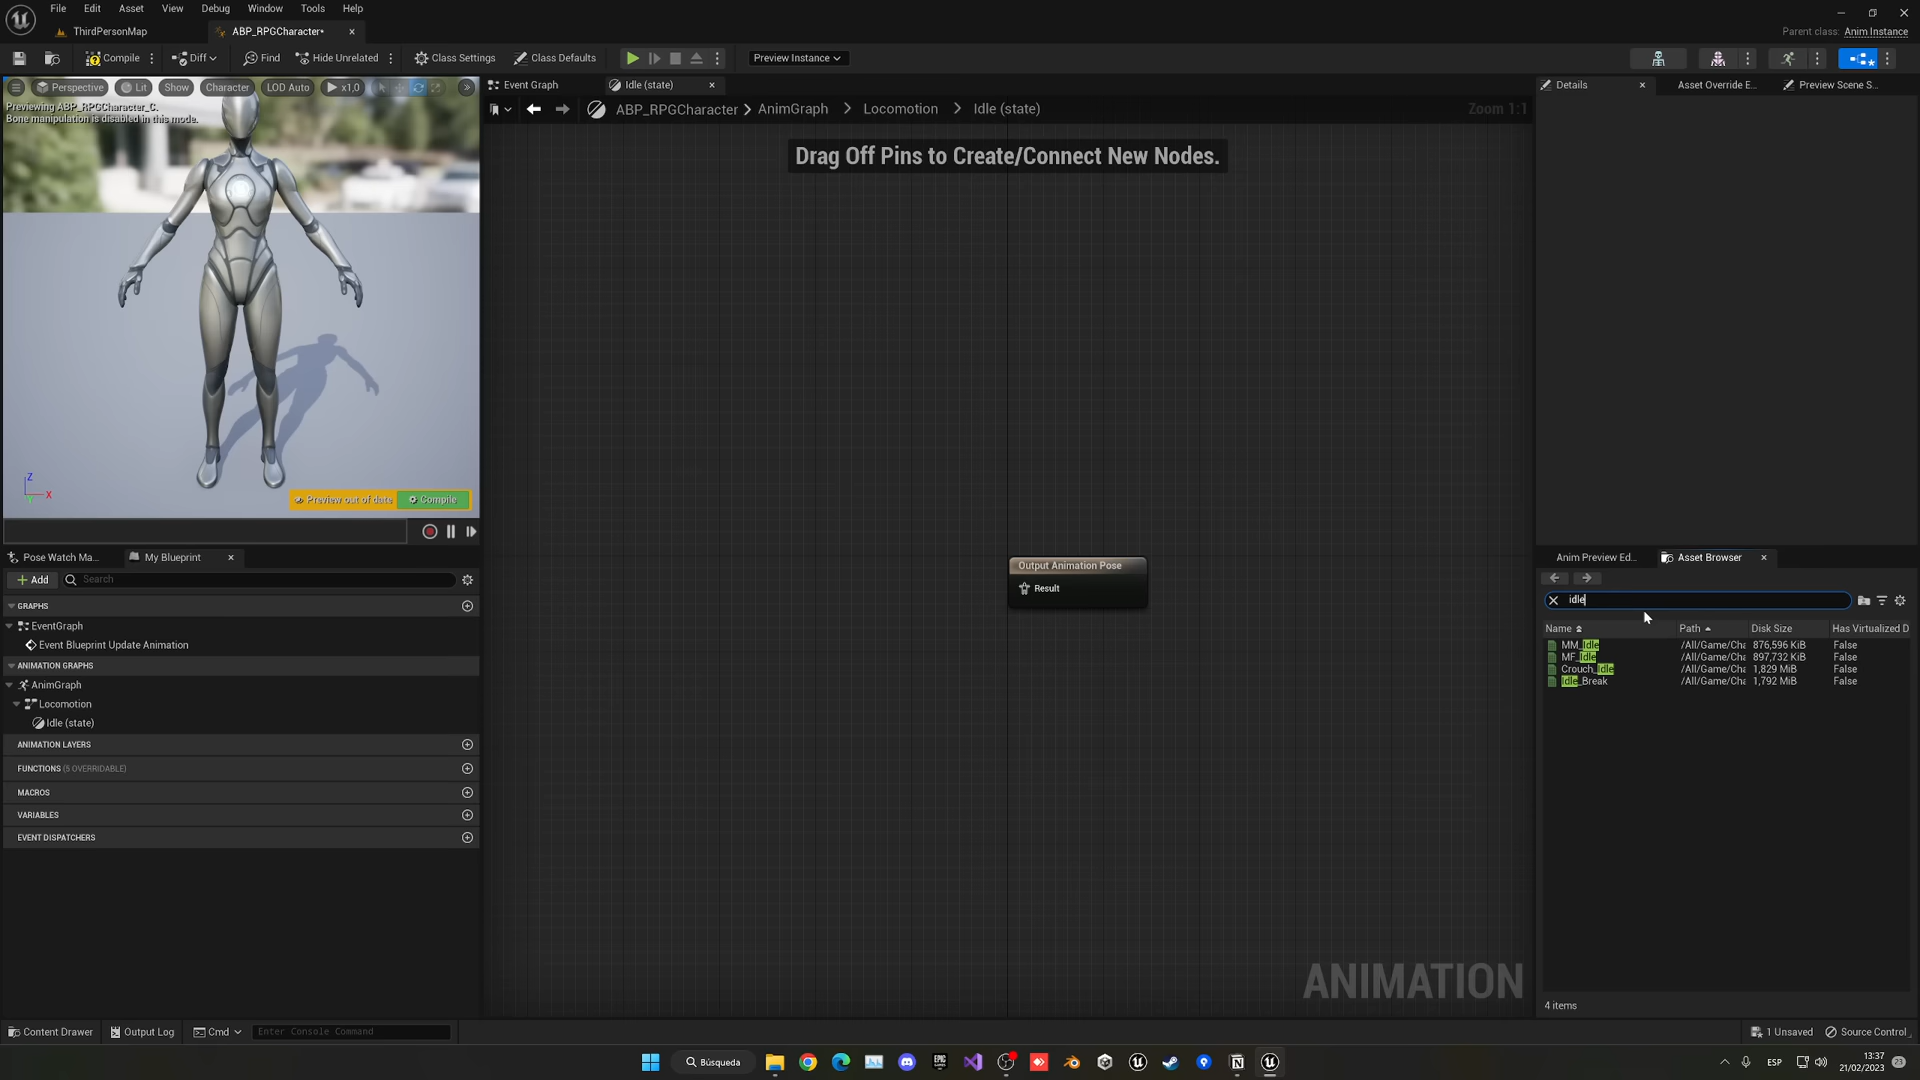 File Edit Asset View Debug Window Tools Help
ThirdPersonMap ABP_RPGCharacter*
Parent class: Anim Instance
Compile Diff Find Hide Unrelated Class Settings Class Defaults Preview Instance
Perspective Lit Show Character LOD Auto x1,0
Previewing ABP_RPGCharacter_C.
Bone manipulation is disabled in this mode.
Z
X
Preview out of date Compile
Event Graph Idle (state)
ABP_RPGCharacter AnimGraph Locomotion Idle (state) Zoom 1:1
Drag Off Pins to Create/Connect New Nodes.
Output Animation Pose
Result
ANIMATION
Details Asset Override E... Preview Scene S...
Anim Preview Ed... Asset Browser
idle
Name Path Disk Size Has Virtualized D
MM_Idle /All/Game/Cha 876,596 KiB False
MF_Idle /All/Game/Cha 897,732 KiB False
Crouch_Idle /All/Game/Cha 1,829 MiB False
Idle_Break /All/Game/Cha 1,792 MiB False
4 items
Pose Watch Ma... My Blueprint
Add Search
GRAPHS
EventGraph
Event Blueprint Update Animation
ANIMATION GRAPHS
AnimGraph
Locomotion
Idle (state)
ANIMATION LAYERS
FUNCTIONS (5 OVERRIDABLE)
MACROS
VARIABLES
EVENT DISPATCHERS
Content Drawer Output Log Cmd Enter Console Command 1 Unsaved Source Control
Búsqueda
EPIC
ESP
13:37
21/02/2023
23